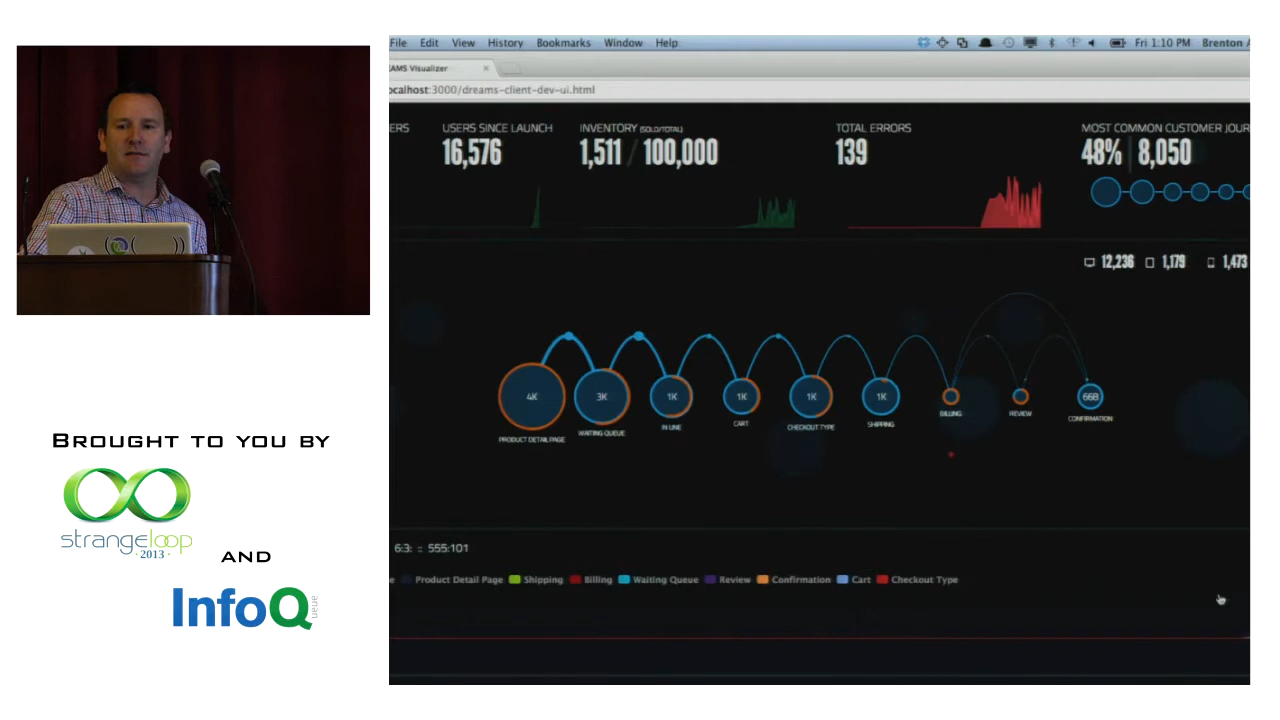 File Edit View History Bookmarks Window Help
Fri 1:10 PM Brenton A
AMS Visualizer
ocalhost:3000/dreams-client-dev-ui.html
ERS
USERS SINCE LAUNCH
16,576
INVENTORY (SOLD/TOTAL)
1,511 / 100,000
TOTAL ERRORS
139
MOST COMMON CUSTOMER JOUR
48% 8,050
12,236 1,179 1,473
4K 3K 1K 1K 1K 1K 668
PRODUCT DETAIL PAGE
WAITING QUEUE
IN LINE
CART
CHECKOUT TYPE
SHIPPING
BILLING
REVIEW
CONFIRMATION
6:3: :: 555:101
e Product Detail Page Shipping Billing Waiting Queue Review Confirmation Cart Checkout Type
BROUGHT TO YOU BY
strangeloop
· 2013 ·
AND
InfoQ